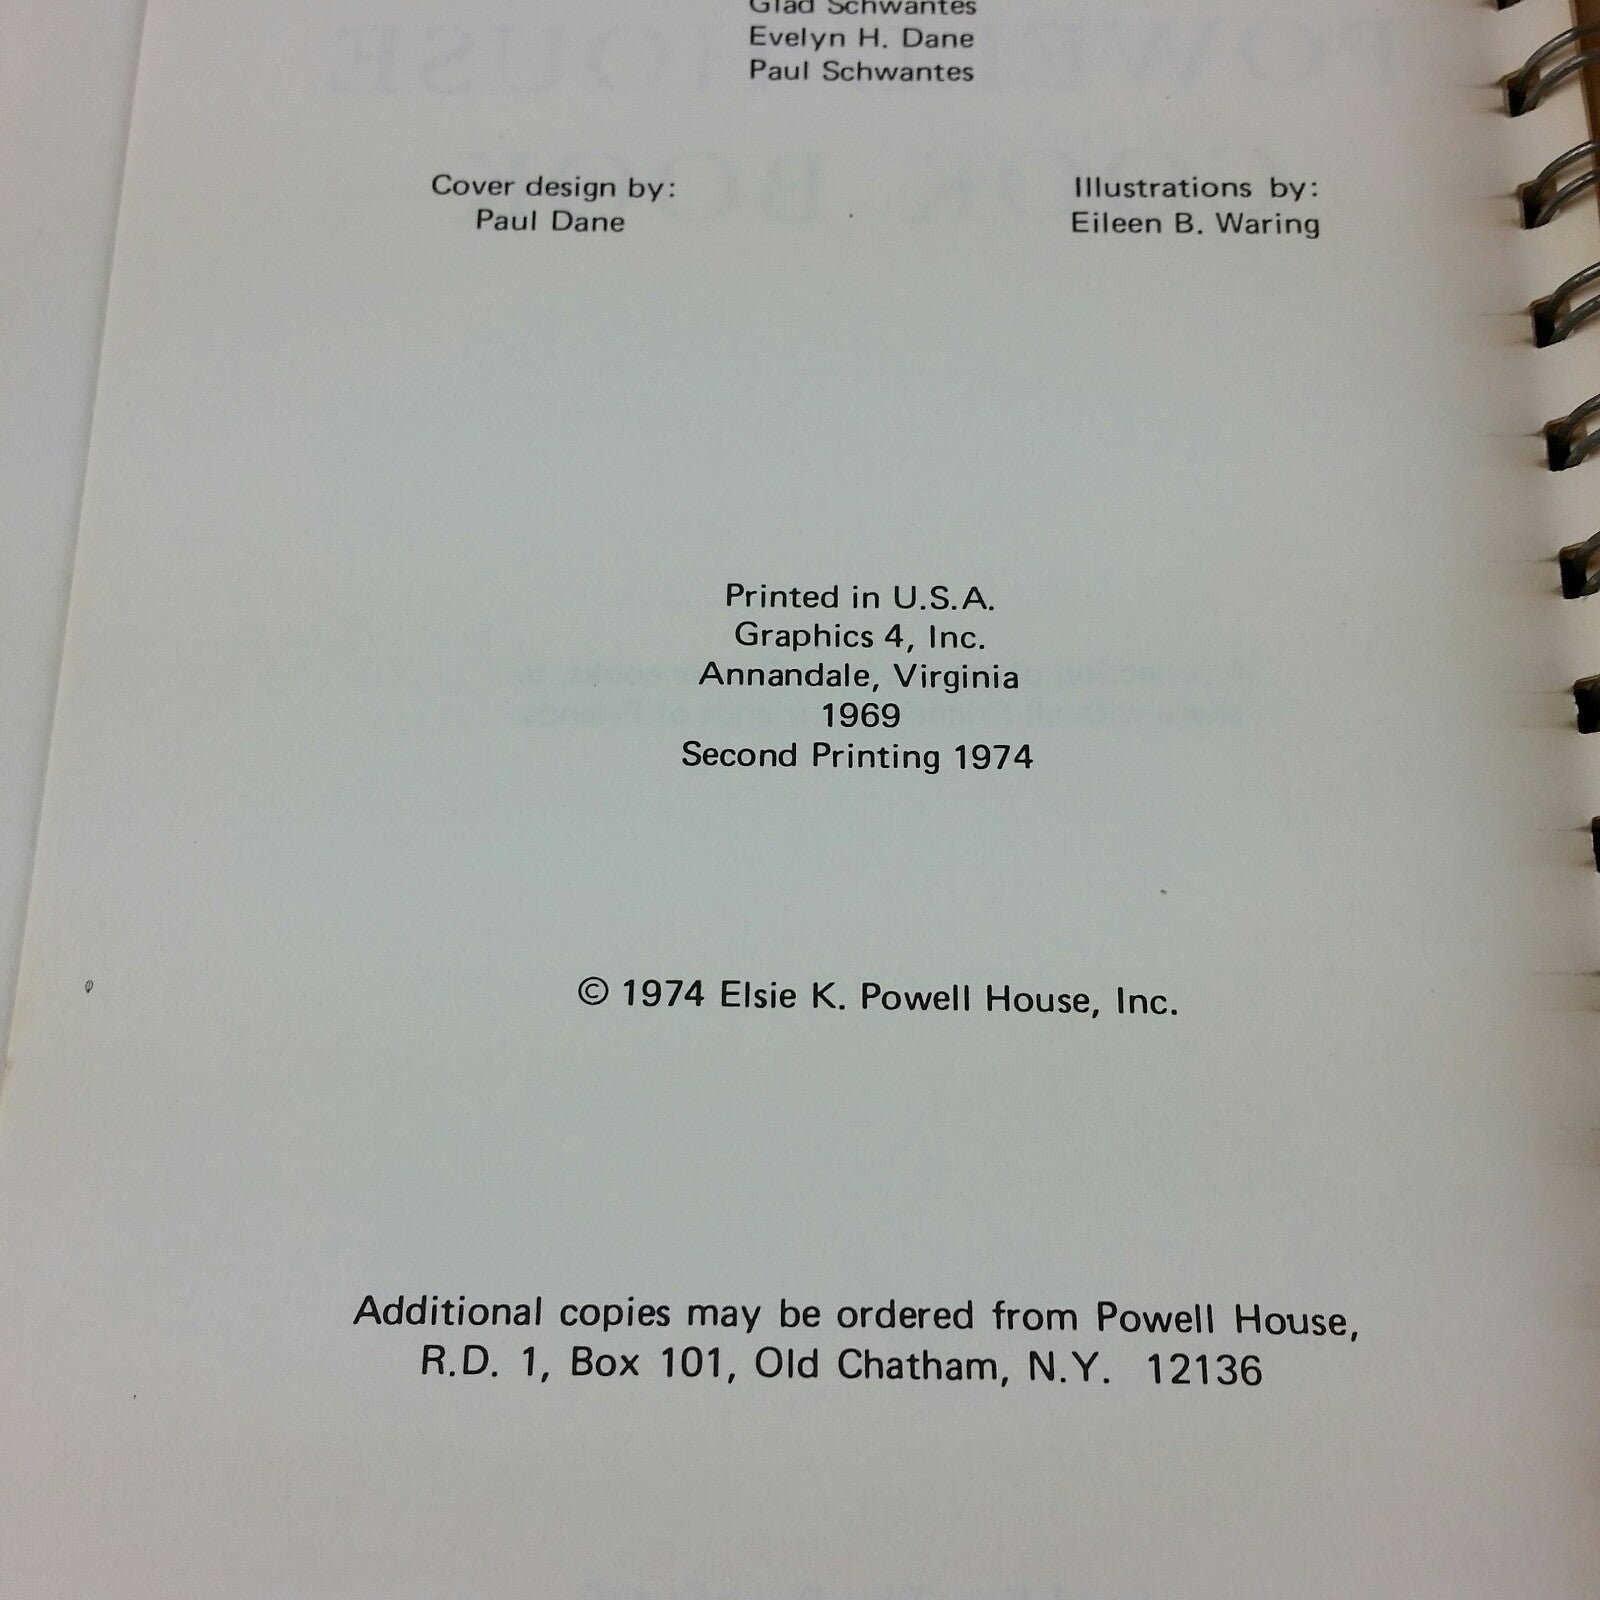 Glad Schwantes
Evelyn H. Dane
Paul Schwantes
Cover design by:
Paul Dane
Illustrations by:
Eileen B. Waring
Printed in U.S.A.
Graphics 4, Inc.
Annandale, Virginia
1969
Second Printing 1974
© 1974 Elsie K. Powell House, Inc.
Additional copies may be ordered from Powell House,
R.D. 1, Box 101, Old Chatham, N.Y. 12136